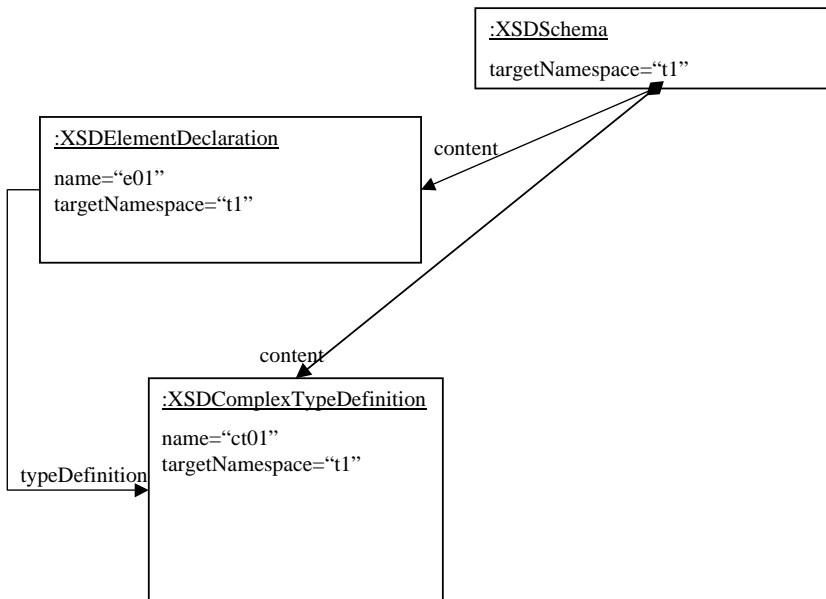 :XSDSchema
targetNamespace=“t1”
:XSDElementDeclaration
name=“e01”
targetNamespace=“t1”
content
content
:XSDComplexTypeDefinition
name=“ct01”
targetNamespace=“t1”
typeDefinition